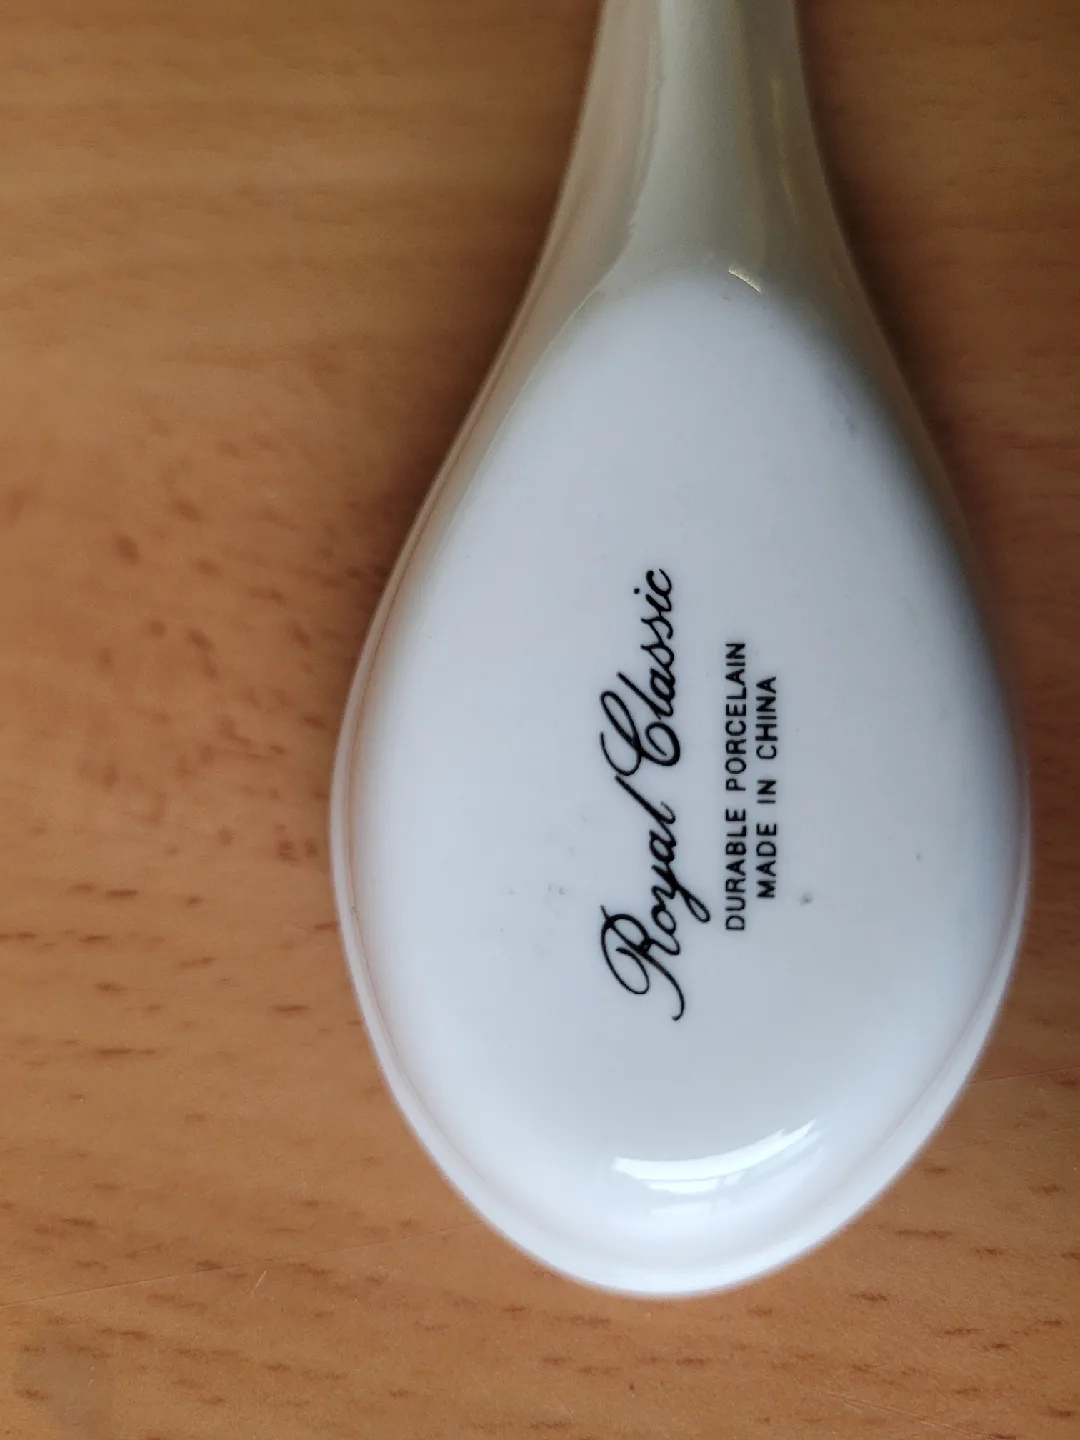 Royal Classic
DURABLE PORCELAIN
MADE IN CHINA